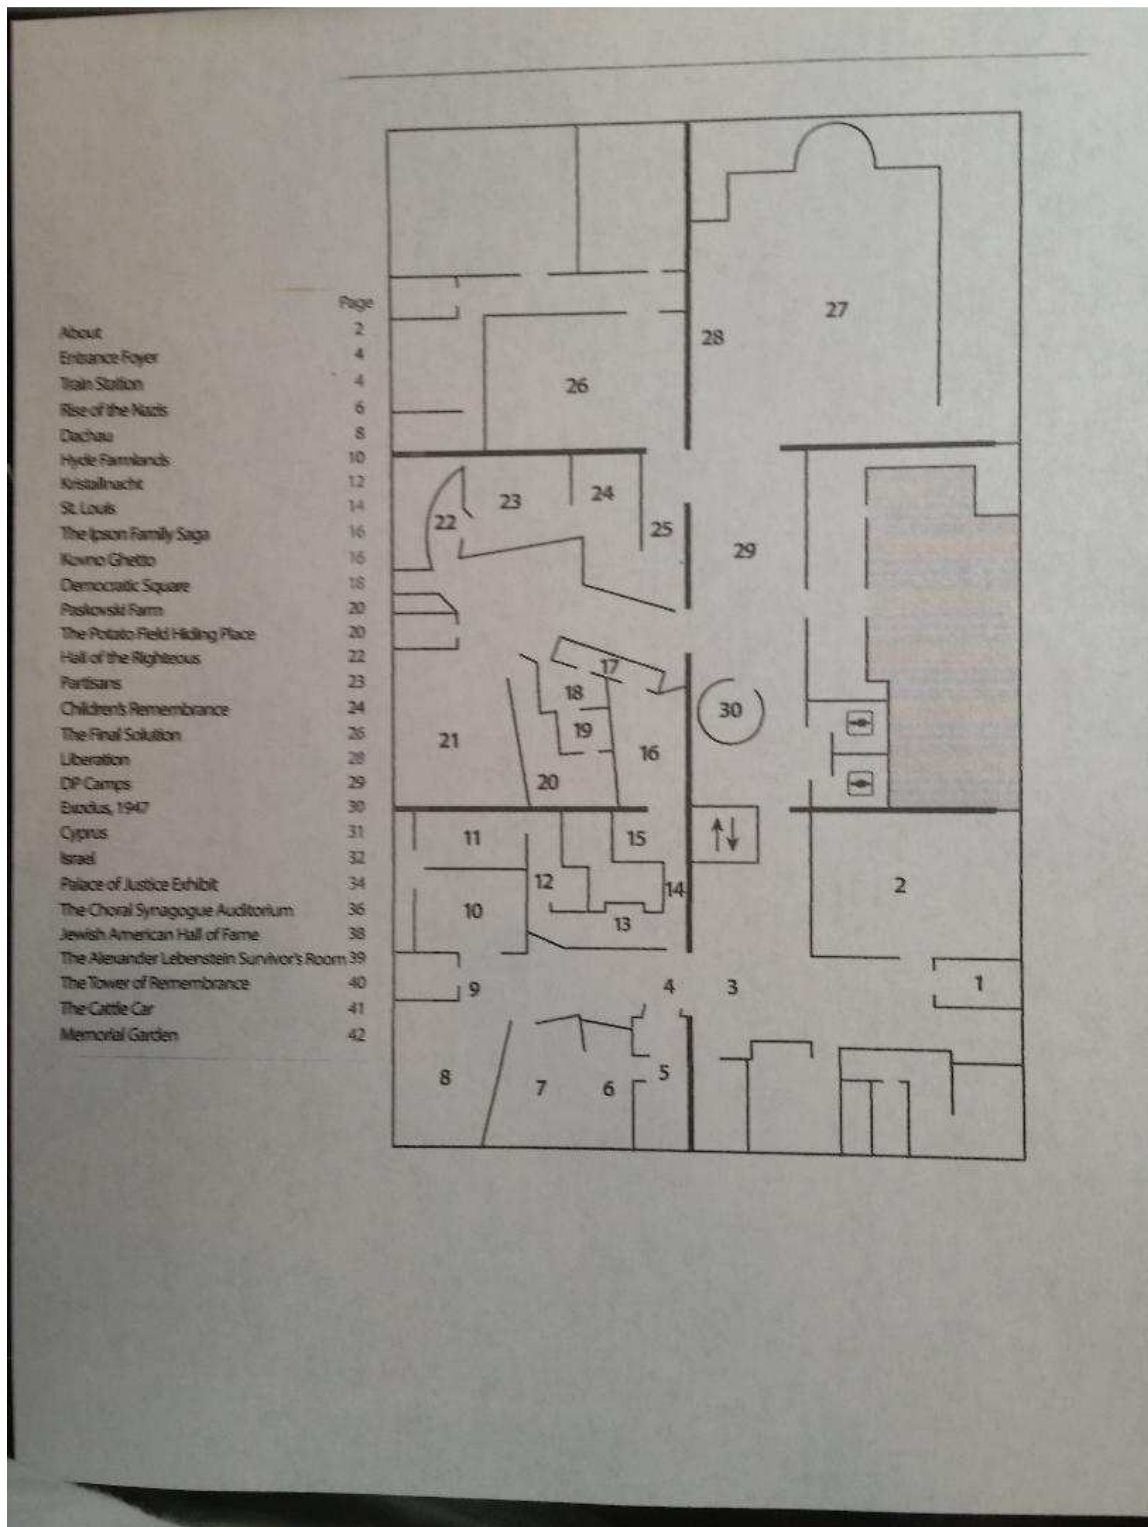 Page
About 2
Entrance Foyer 4
Train Station 4
Rise of the Nazis 6
Dachau 8
Hyde Farmlands 10
Kristallnacht 12
St. Louis 14
The Ipson Family Saga 16
Kovno Ghetto 16
Democratic Square 18
Paskovski Farm 20
The Potato Field Hiding Place 20
Hall of the Righteous 22
Partisans 23
Children's Remembrance 24
The Final Solution 26
Liberation 28
DP Camps 29
Exodus, 1947 30
Cyprus 31
Israel 32
Palace of Justice Exhibit 34
The Choral Synagogue Auditorium 36
Jewish American Hall of Fame 38
The Alexander Lebenstein Survivor's Room 39
The Tower of Remembrance 40
The Cattle Car 41
Memorial Garden 42
27
28
26
23
24
22
25
29
17
18
30
19
21
16
20
11
15
12
14
2
10
13
9
4
3
1
8
7
6
5